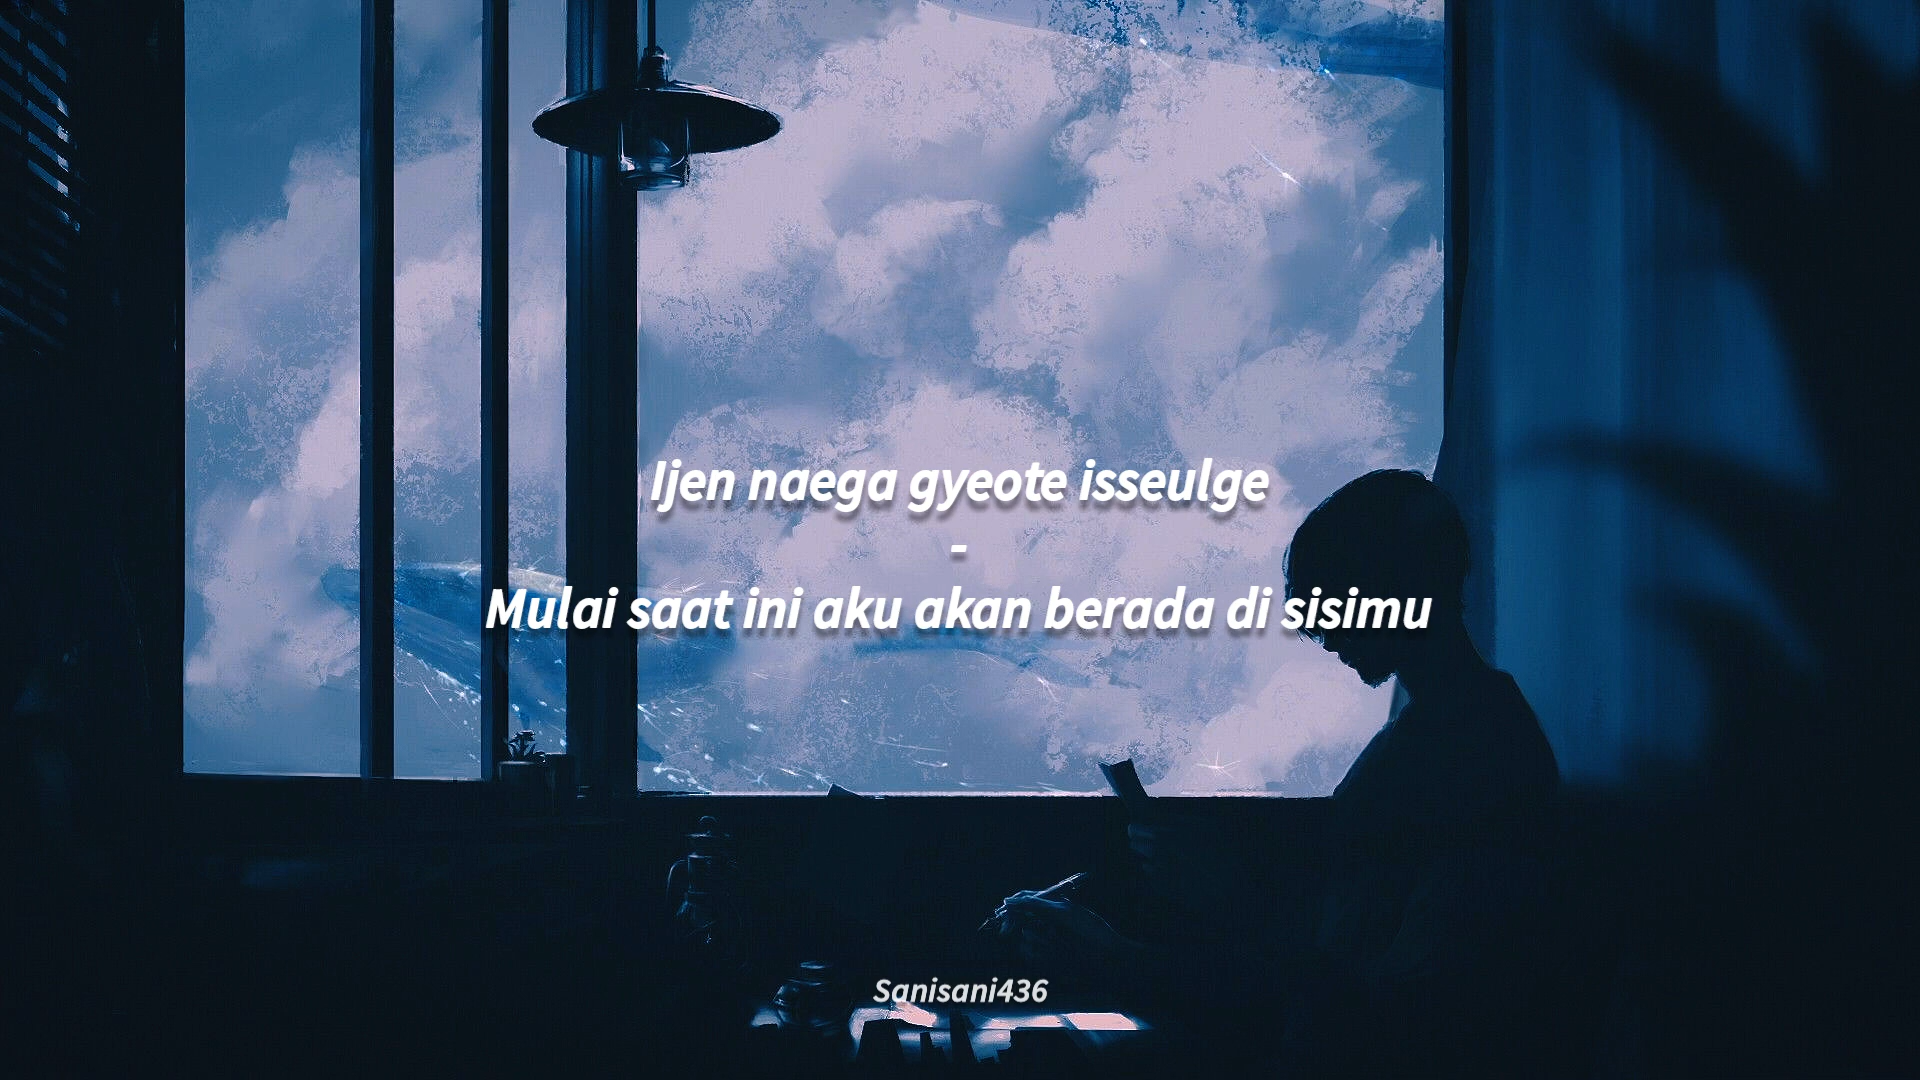 Ijen naega gyeote isseulge
-
Mulai saat ini aku akan berada di sisimu
Sanisani436